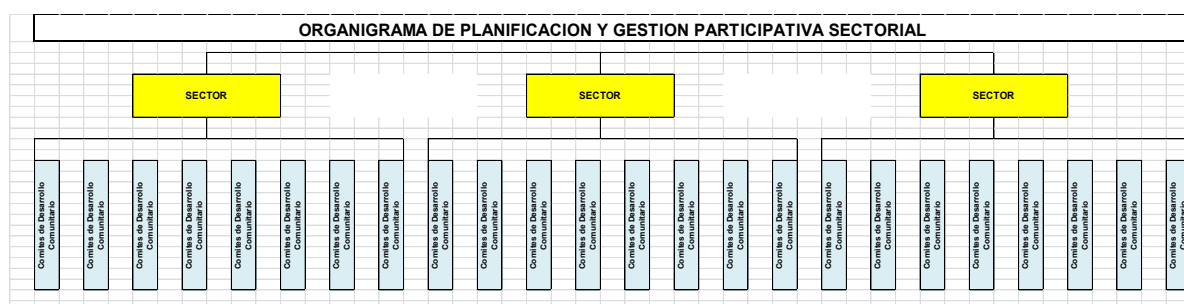 ORGANIGRAMA DE PLANIFICACION Y GESTION PARTICIPATIVA SECTORIAL
SECTOR
SECTOR
SECTOR
Comites de Desarrollo
Comunitario
Comites de Desarrollo
Comunitario
Comites de Desarrollo
Comunitario
Comites de Desarrollo
Comunitario
Comites de Desarrollo
Comunitario
Comites de Desarrollo
Comunitario
Comites de Desarrollo
Comunitario
Comites de Desarrollo
Comunitario
Comites de Desarrollo
Comunitario
Comites de Desarrollo
Comunitario
Comites de Desarrollo
Comunitario
Comites de Desarrollo
Comunitario
Comites de Desarrollo
Comunitario
Comites de Desarrollo
Comunitario
Comites de Desarrollo
Comunitario
Comites de Desarrollo
Comunitario
Comites de Desarrollo
Comunitario
Comites de Desarrollo
Comunitario
Comites de Desarrollo
Comunitario
Comites de Desarrollo
Comunitario
Comites de Desarrollo
Comunitario
Comites de Desarrollo
Comunitario
Comites de Desarrollo
Comunitario
Comites de Desarrollo
Comunitario